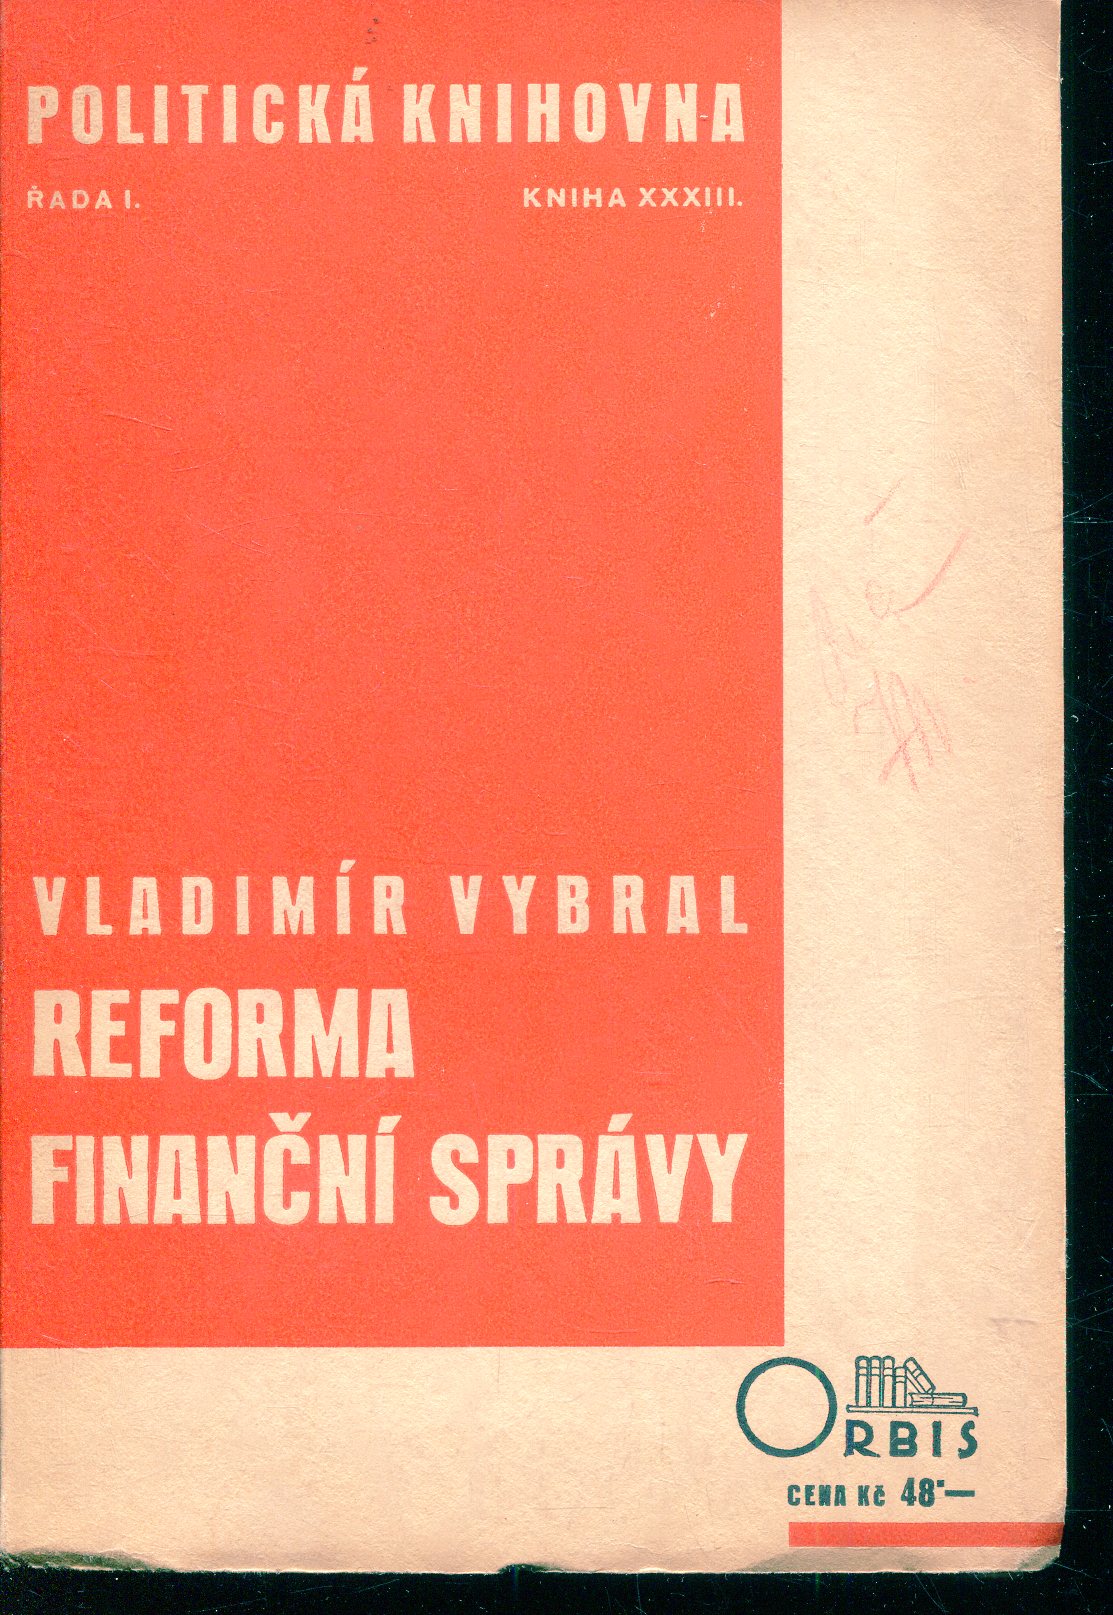 POLITICKÁ KNIHOVNA
ŘADA I. KNIHA XXXIII.
VLADIMÍR VYBRAL
REFORMA
FINANČNÍ SPRÁVY
ORBIS
CENA Kč 48·—